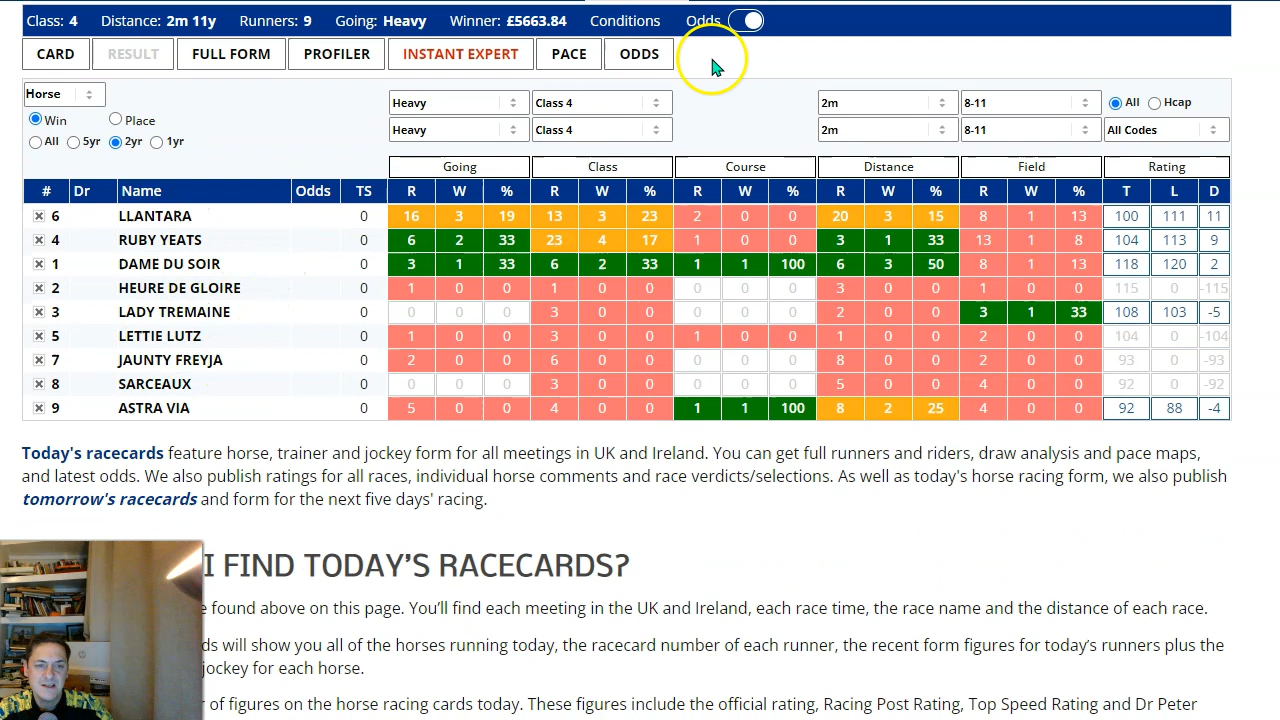 Class: 4 Distance: 2m 11y Runners: 9 Going: Heavy Winner: £5663.84 Conditions Odds
CARD RESULT FULL FORM PROFILER INSTANT EXPERT PACE ODDS
Horse Heavy Class 4 2m 8-11 All Hcap
Win Place Heavy Class 4 2m 8-11 All Codes
All 5yr 2yr 1yr
Going Class Course Distance Field Rating
# Dr Name Odds TS R W % R W % R W % R W % R W % T L D
6 LLANTARA 0 16 3 19 13 3 23 2 0 0 20 3 15 8 1 13 100 111 11
4 RUBY YEATS 0 6 2 33 23 4 17 1 0 0 3 1 33 13 1 8 104 113 9
1 DAME DU SOIR 0 3 1 33 6 2 33 1 1 100 6 3 50 8 1 13 118 120 2
2 HEURE DE GLOIRE 0 1 0 0 1 0 0 0 0 0 3 0 0 1 0 0 115 0 -115
3 LADY TREMAINE 0 0 0 0 3 0 0 0 0 0 2 0 0 3 1 33 108 103 -5
5 LETTIE LUTZ 0 1 0 0 3 0 0 1 0 0 1 0 0 2 0 0 104 0 -104
7 JAUNTY FREYJA 0 2 0 0 6 0 0 0 0 0 8 0 0 2 0 0 93 0 -93
8 SARCEAUX 0 0 0 0 3 0 0 0 0 0 5 0 0 4 0 0 92 0 -92
9 ASTRA VIA 0 5 0 0 4 0 0 1 1 100 8 2 25 4 0 0 92 88 -4
Today's racecards feature horse, trainer and jockey form for all meetings in UK and Ireland. You can get full runners and riders, draw analysis and pace maps,
and latest odds. We also publish ratings for all races, individual horse comments and race verdicts/selections. As well as today's horse racing form, we also publish
tomorrow's racecards and form for the next five days' racing.
I FIND TODAY'S RACECARDS?
e found above on this page. You'll find each meeting in the UK and Ireland, each race time, the race name and the distance of each race.
will show you all of the horses running today, the racecard number of each runner, the recent form figures for today's runners plus the
jockey for each horse.
of figures on the horse racing cards today. These figures include the official rating, Racing Post Rating, Top Speed Rating and Dr Peter